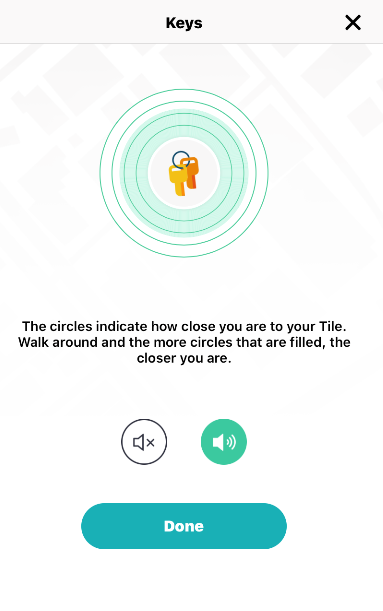 Keys
The circles indicate how close you are to your Tile.
Walk around and the more circles that are filled, the
closer you are.
Done